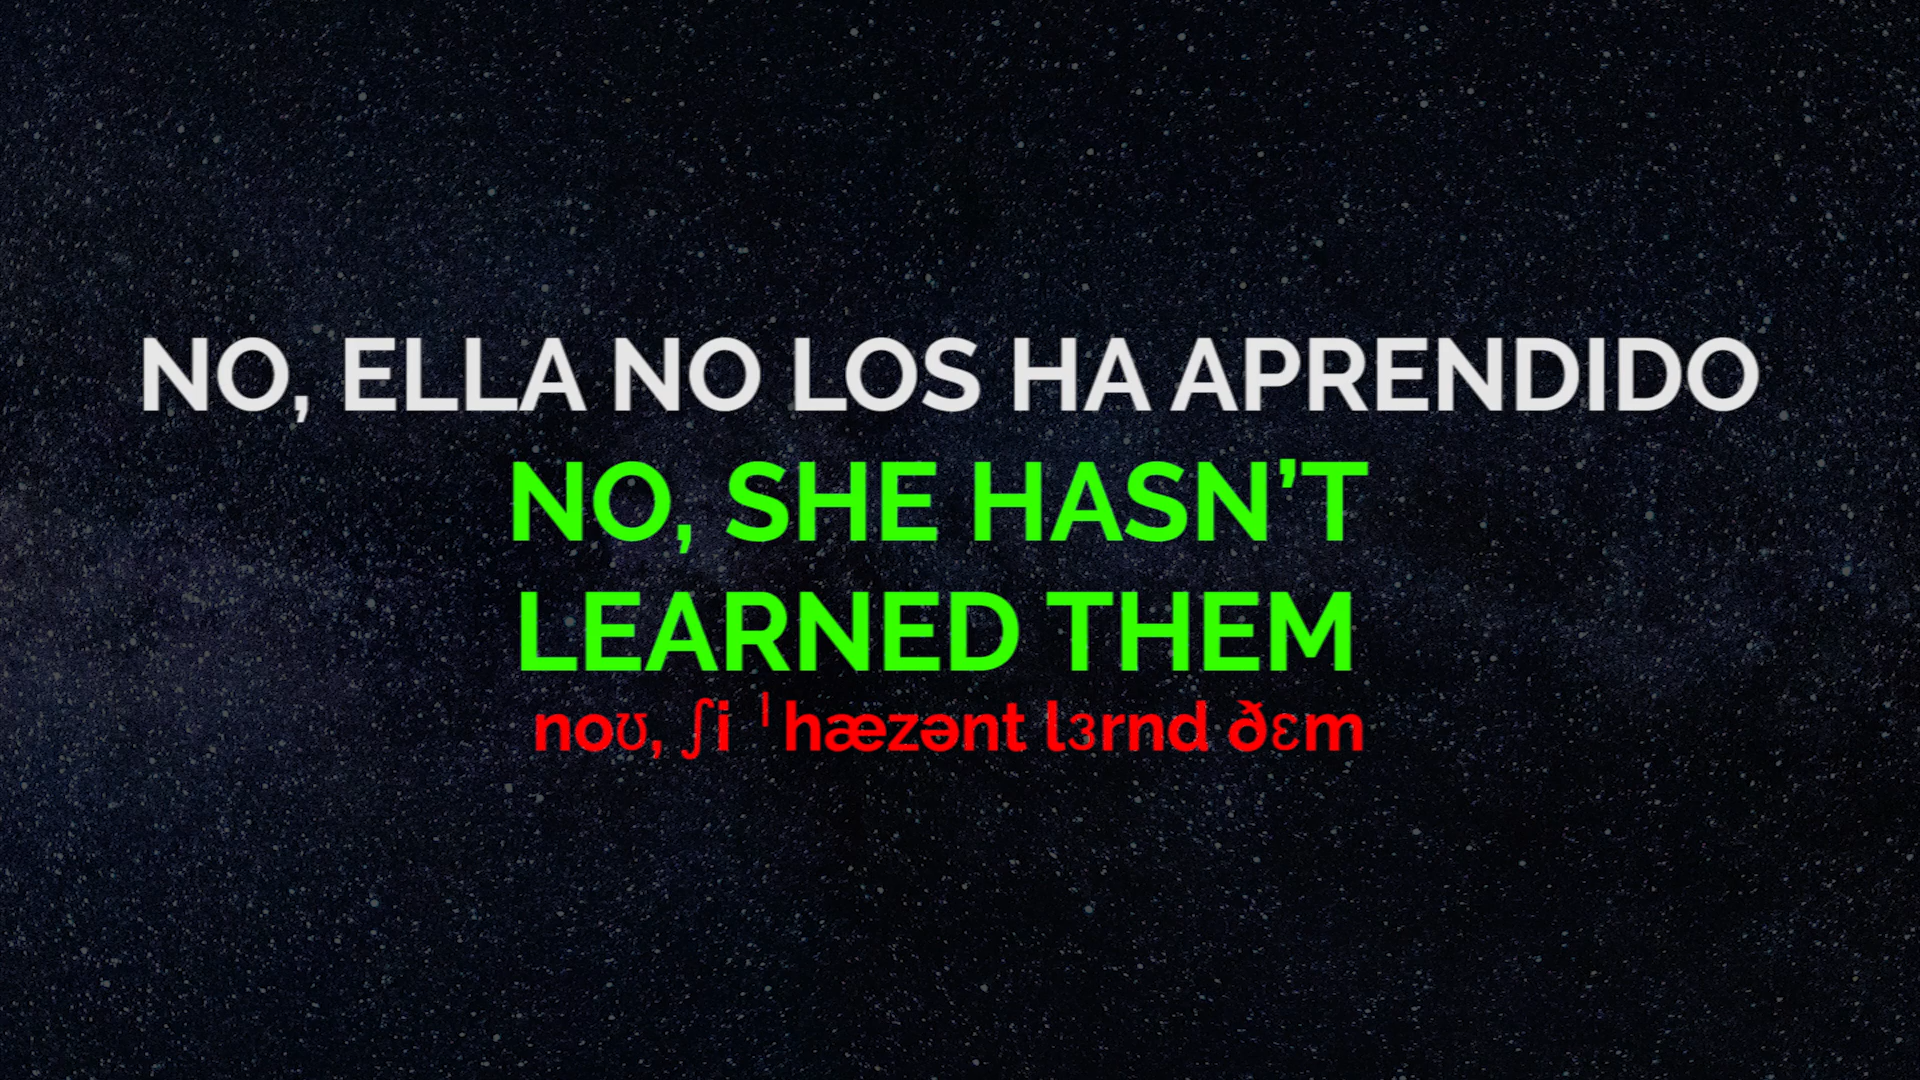 NO, ELLA NO LOS HA APRENDIDO
NO, SHE HASN’T
LEARNED THEM
noʊ, ʃi ˈhæzənt lɜrnd ðɛm